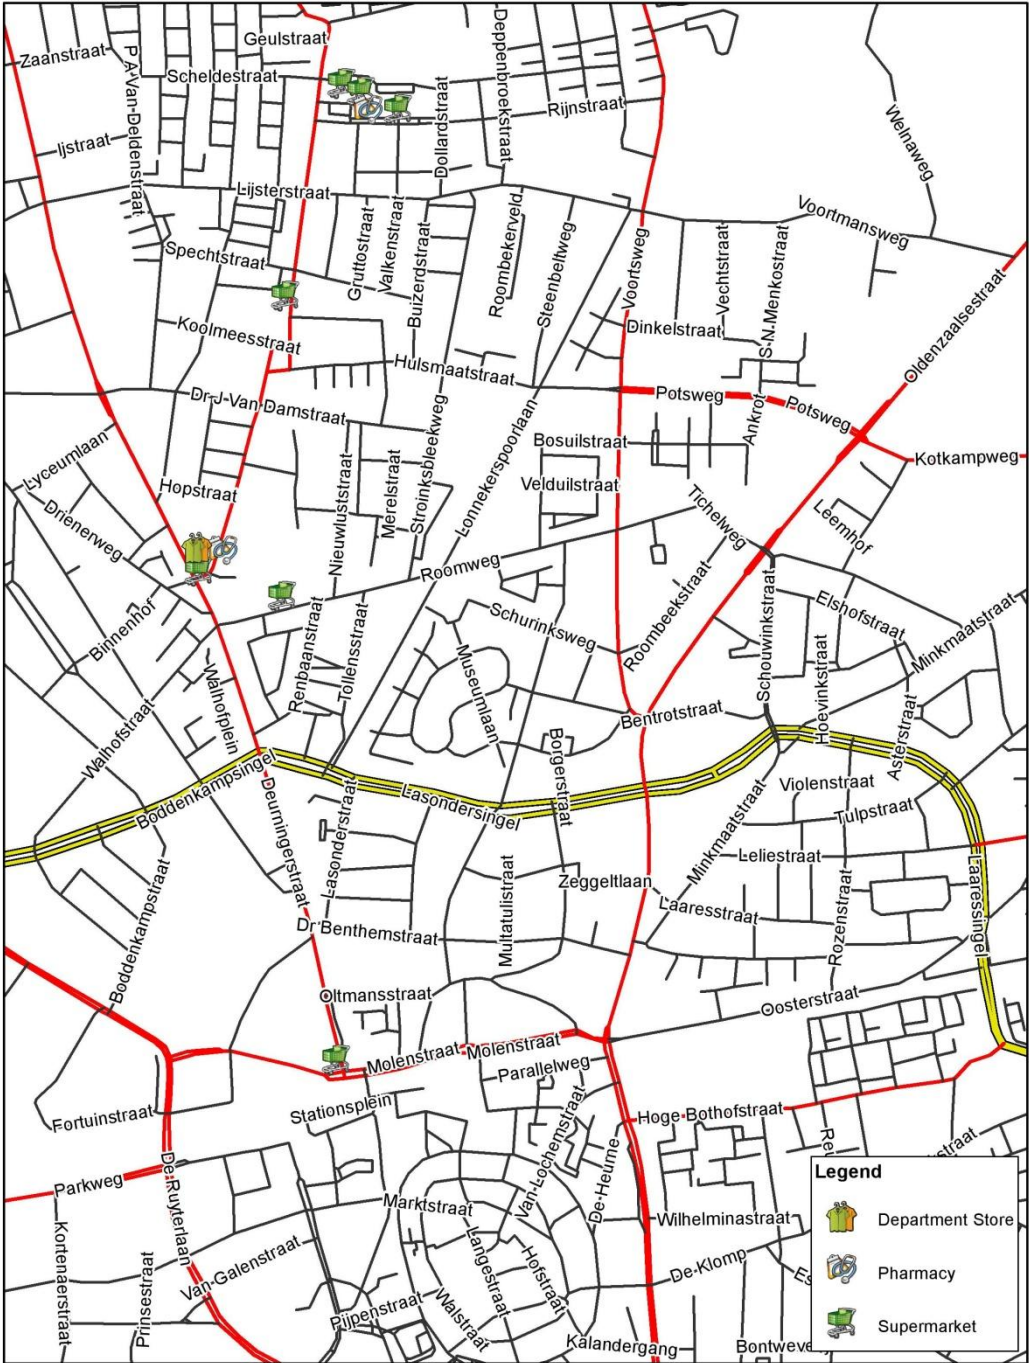 Geulstraat
Deppenbroekstraat
Zaanstraat
P-A-Van-Deldenstraat
Scheldestraat
Dollardstraat
Rijnstraat
Welnaweg
Ijstraat
Lijsterstraat
Voortmansweg
Gruttostraat
Valkenstraat
Buizerdstraat
Roombekerveld
Steenbeltweg
Voortsweg
Vechtstraat
S-N-Menkostraat
Spechtstraat
Oldenzaalsestraat
Koolmeesstraat
Dinkelstraat
Hulsmaatstraat
Potsweg
Potsweg
Dr-J-Van Damstraat
Ankrot
Lyceumlaan
Bosuilstraat
Kotkampweg
Lonnekerspoorlaan
Stroinksbleekweg
Merelstraat
Nieuwluststraat
Hopstraat
Velduilstraat
Tichelweg
Leemhof
Drienerweg
Roomweg
Roombeekstraat
Schouwinkstraat
Elshofstraat
Minkmaatstraat
Binnenhof
Renbaanstraat
Tollensstraat
Schurinksweg
Museumlaan
Hoevinkstraat
Walhofstraat
Walhofplein
Bentrotstraat
Asterstraat
Boddenkampsingel
Deurningerstraat
Lasonderstraat
Lasondersingel
Borgerstraat
Violenstraat
Tulpstraat
Minkmaatstraat
Leliestraat
Zeggeltlaan
Laaresstraat
Rozenstraat
Laaressingel
Boddenkampstraat
Dr Benthemstraat
Multatulistraat
Oltmansstraat
Oosterstraat
Molenstraat
Molenstraat
Parallelweg
Fortuinstraat
Stationsplein
Van-Lochemstraat
Hoge Bothofstraat
De-Heurne
Parkweg
De-Ruyterlaan
Marktstraat
Wilhelminastraat
Kortenaerstraat
Prinsestraat
Van-Galenstraat
Langestraat
Hofstraat
De-Klomp
Pijpenstraat
Walstraat
Kalandergang
Legend
Department Store
Pharmacy
Supermarket